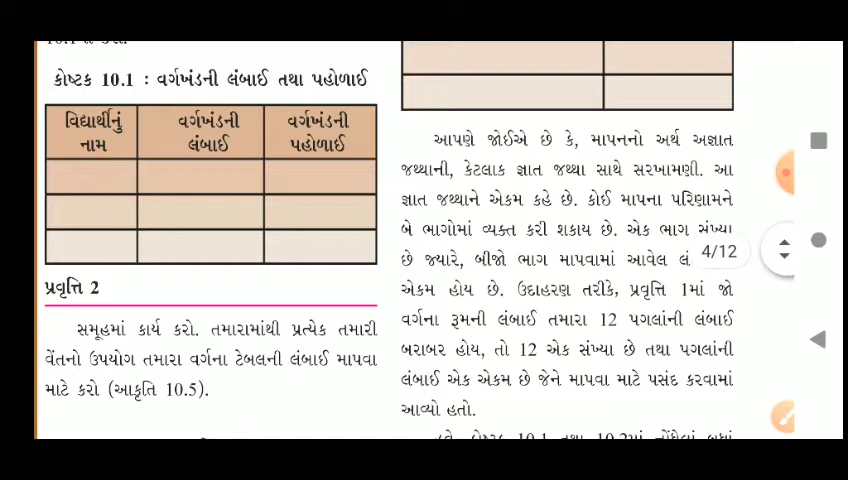 કોષ્ટક 10.1 : વર્ગખંડની લંબાઈ તથા પહોળાઈ
વિદ્યાર્થીનું નામ
વર્ગખંડની લંબાઈ
વર્ગખંડની પહોળાઈ
પ્રવૃત્તિ 2
સમૂહમાં કાર્ય કરો. તમારામાંથી પ્રત્યેક તમારી
વેંતનો ઉપયોગ તમારા વર્ગના ટેબલની લંબાઈ માપવા
માટે કરો (આકૃતિ 10.5).
આપણે જોઈએ છે કે, માપનનો અર્થ અજ્ઞાત
જથ્થાની, કેટલાક જ્ઞાત જથ્થા સાથે સરખામણી. આ
જ્ઞાત જથ્થાને એકમ કહે છે. કોઈ માપના પરિણામને
બે ભાગોમાં વ્યક્ત કરી શકાય છે. એક ભાગ સંખ્યા
છે જ્યારે, બીજો ભાગ માપવામાં આવેલ
એકમ હોય છે. ઉદાહરણ તરીકે, પ્રવૃત્તિ 1માં જો
વર્ગના રૂમની લંબાઈ તમારા 12 પગલાંની લંબાઈ
બરાબર હોય, તો 12 એક સંખ્યા છે તથા પગલાંની
લંબાઈ એક એકમ છે જેને માપવા માટે પસંદ કરવામાં
આવ્યો હતો.
4/12